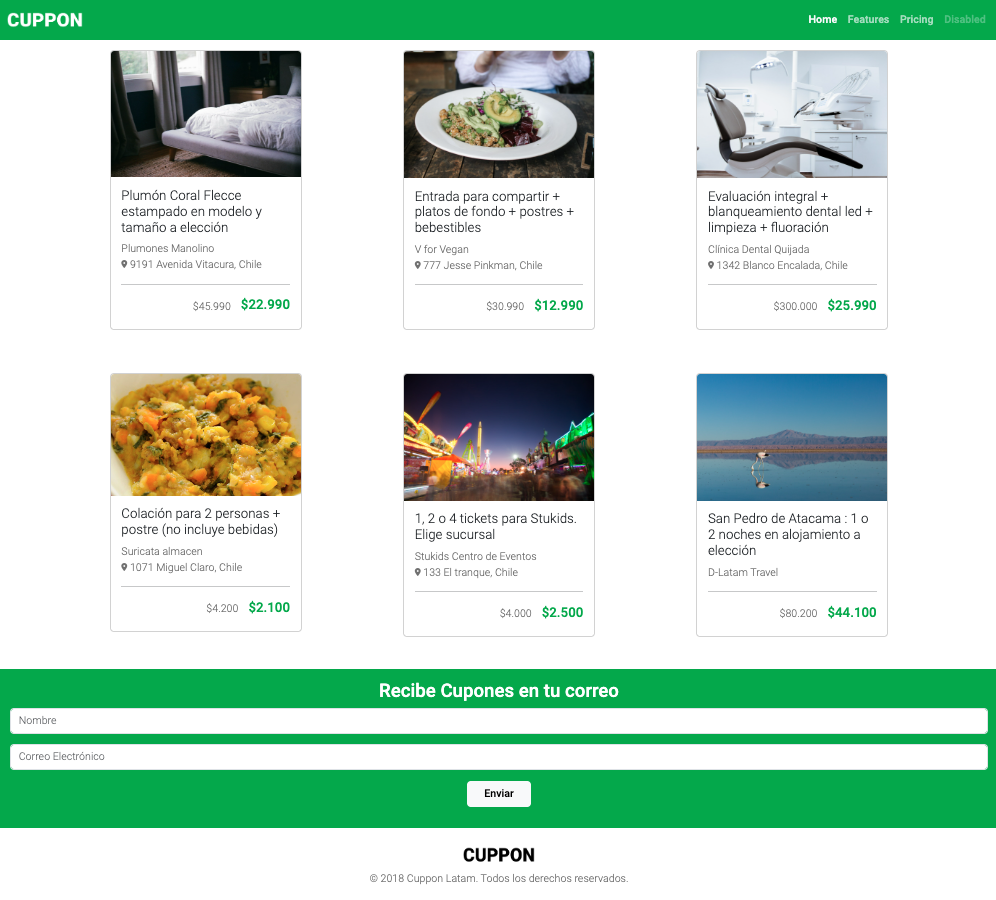 CUPPON
Home Features Pricing Disabled
Plumón Coral Flecce
estampado en modelo y
tamaño a elección
Plumones Manolino
9191 Avenida Vitacura, Chile
$45.990 $22.990
Entrada para compartir +
platos de fondo + postres +
bebestibles
V for Vegan
777 Jesse Pinkman, Chile
$30.990 $12.990
Evaluación integral +
blanqueamiento dental led +
limpieza + fluoración
Clínica Dental Quijada
1342 Blanco Encalada, Chile
$300.000 $25.990
Colación para 2 personas +
postre (no incluye bebidas)
Suricata almacen
1071 Miguel Claro, Chile
$4.200 $2.100
1, 2 o 4 tickets para Stukids.
Elige sucursal
Stukids Centro de Eventos
133 El tranque, Chile
$4.000 $2.500
San Pedro de Atacama : 1 o
2 noches en alojamiento a
elección
D-Latam Travel
$80.200 $44.100
Recibe Cupones en tu correo
Nombre
Correo Electrónico
Enviar
CUPPON
© 2018 Cuppon Latam. Todos los derechos reservados.